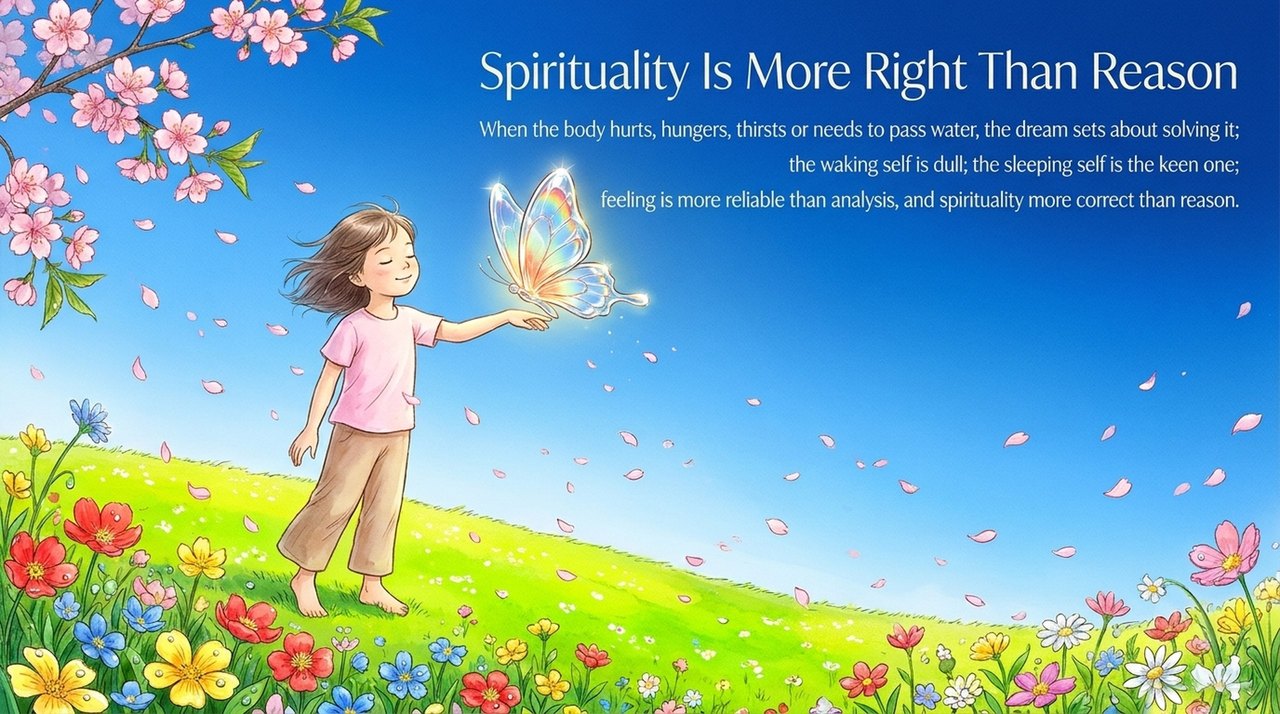 Spirituality Is More Right Than Reason
When the body hurts, hungers, thirsts or needs to pass water, the dream sets about solving it;
the waking self is dull; the sleeping self is the keen one;
feeling is more reliable than analysis, and spirituality more correct than reason.